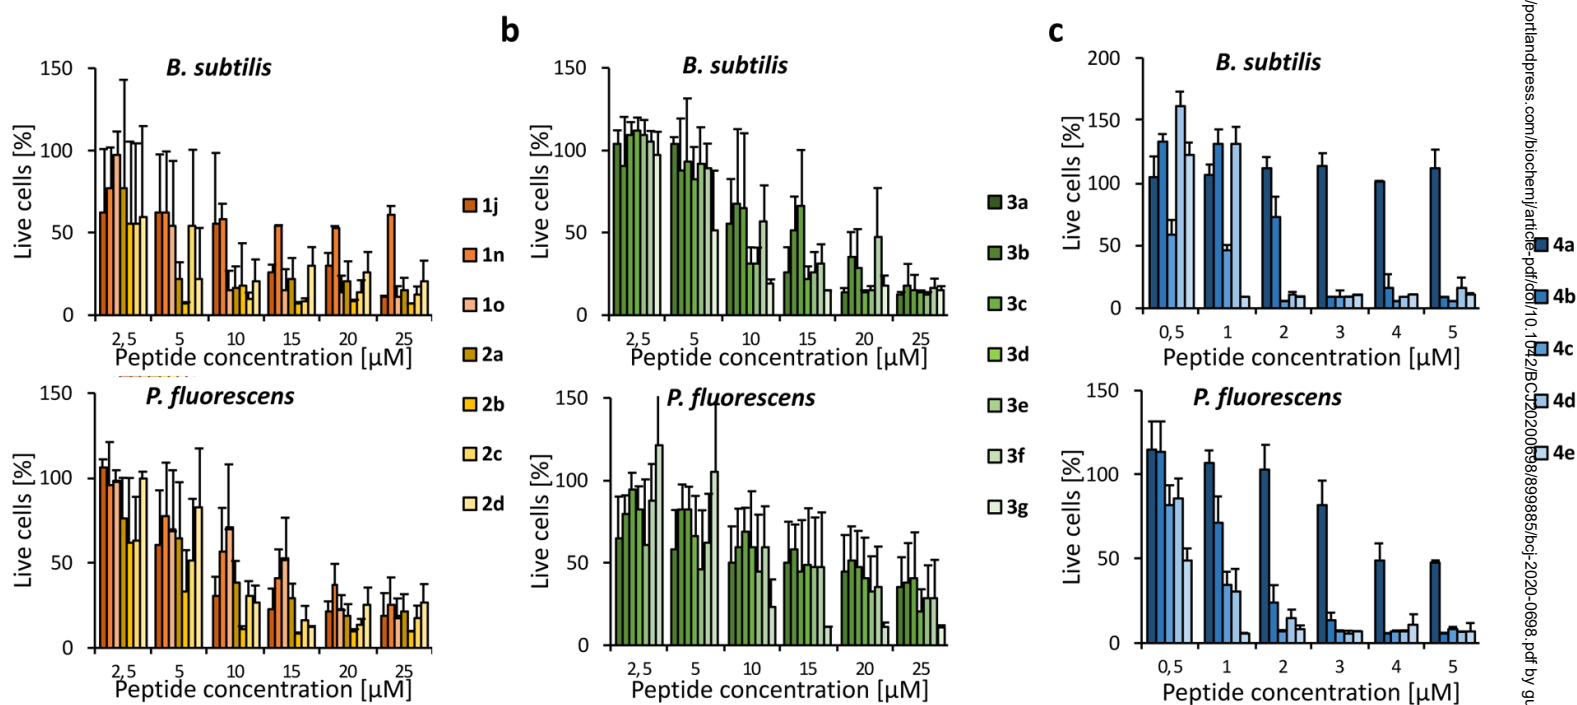 b
c
B. subtilis
150
100
50
0
Live cells [%]
2,5 5 10 15 20 25
Peptide concentration [µM]
P. fluorescens
150
100
50
0
Live cells [%]
2,5 5 10 15 20 25
Peptide concentration [µM]
1j
1n
1o
2a
2b
2c
2d
B. subtilis
150
100
50
0
Live cells [%]
2,5 5 10 15 20 25
Peptide concentration [µM]
P. fluorescens
150
100
50
0
Live cells [%]
2,5 5 10 15 20 25
Peptide concentration [µM]
3a
3b
3c
3d
3e
3f
3g
B. subtilis
200
150
100
50
0
Live cells [%]
0,5 1 2 3 4 5
Peptide concentration [µM]
P. fluorescens
150
100
50
0
Live cells [%]
0,5 1 2 3 4 5
Peptide concentration [µM]
4a
4b
4c
4d
4e
/portlandpress.com/biochemj/article-pdf/doi/10.1042/BCJ20200698/899885/bcj-2020-0698.pdf by gu